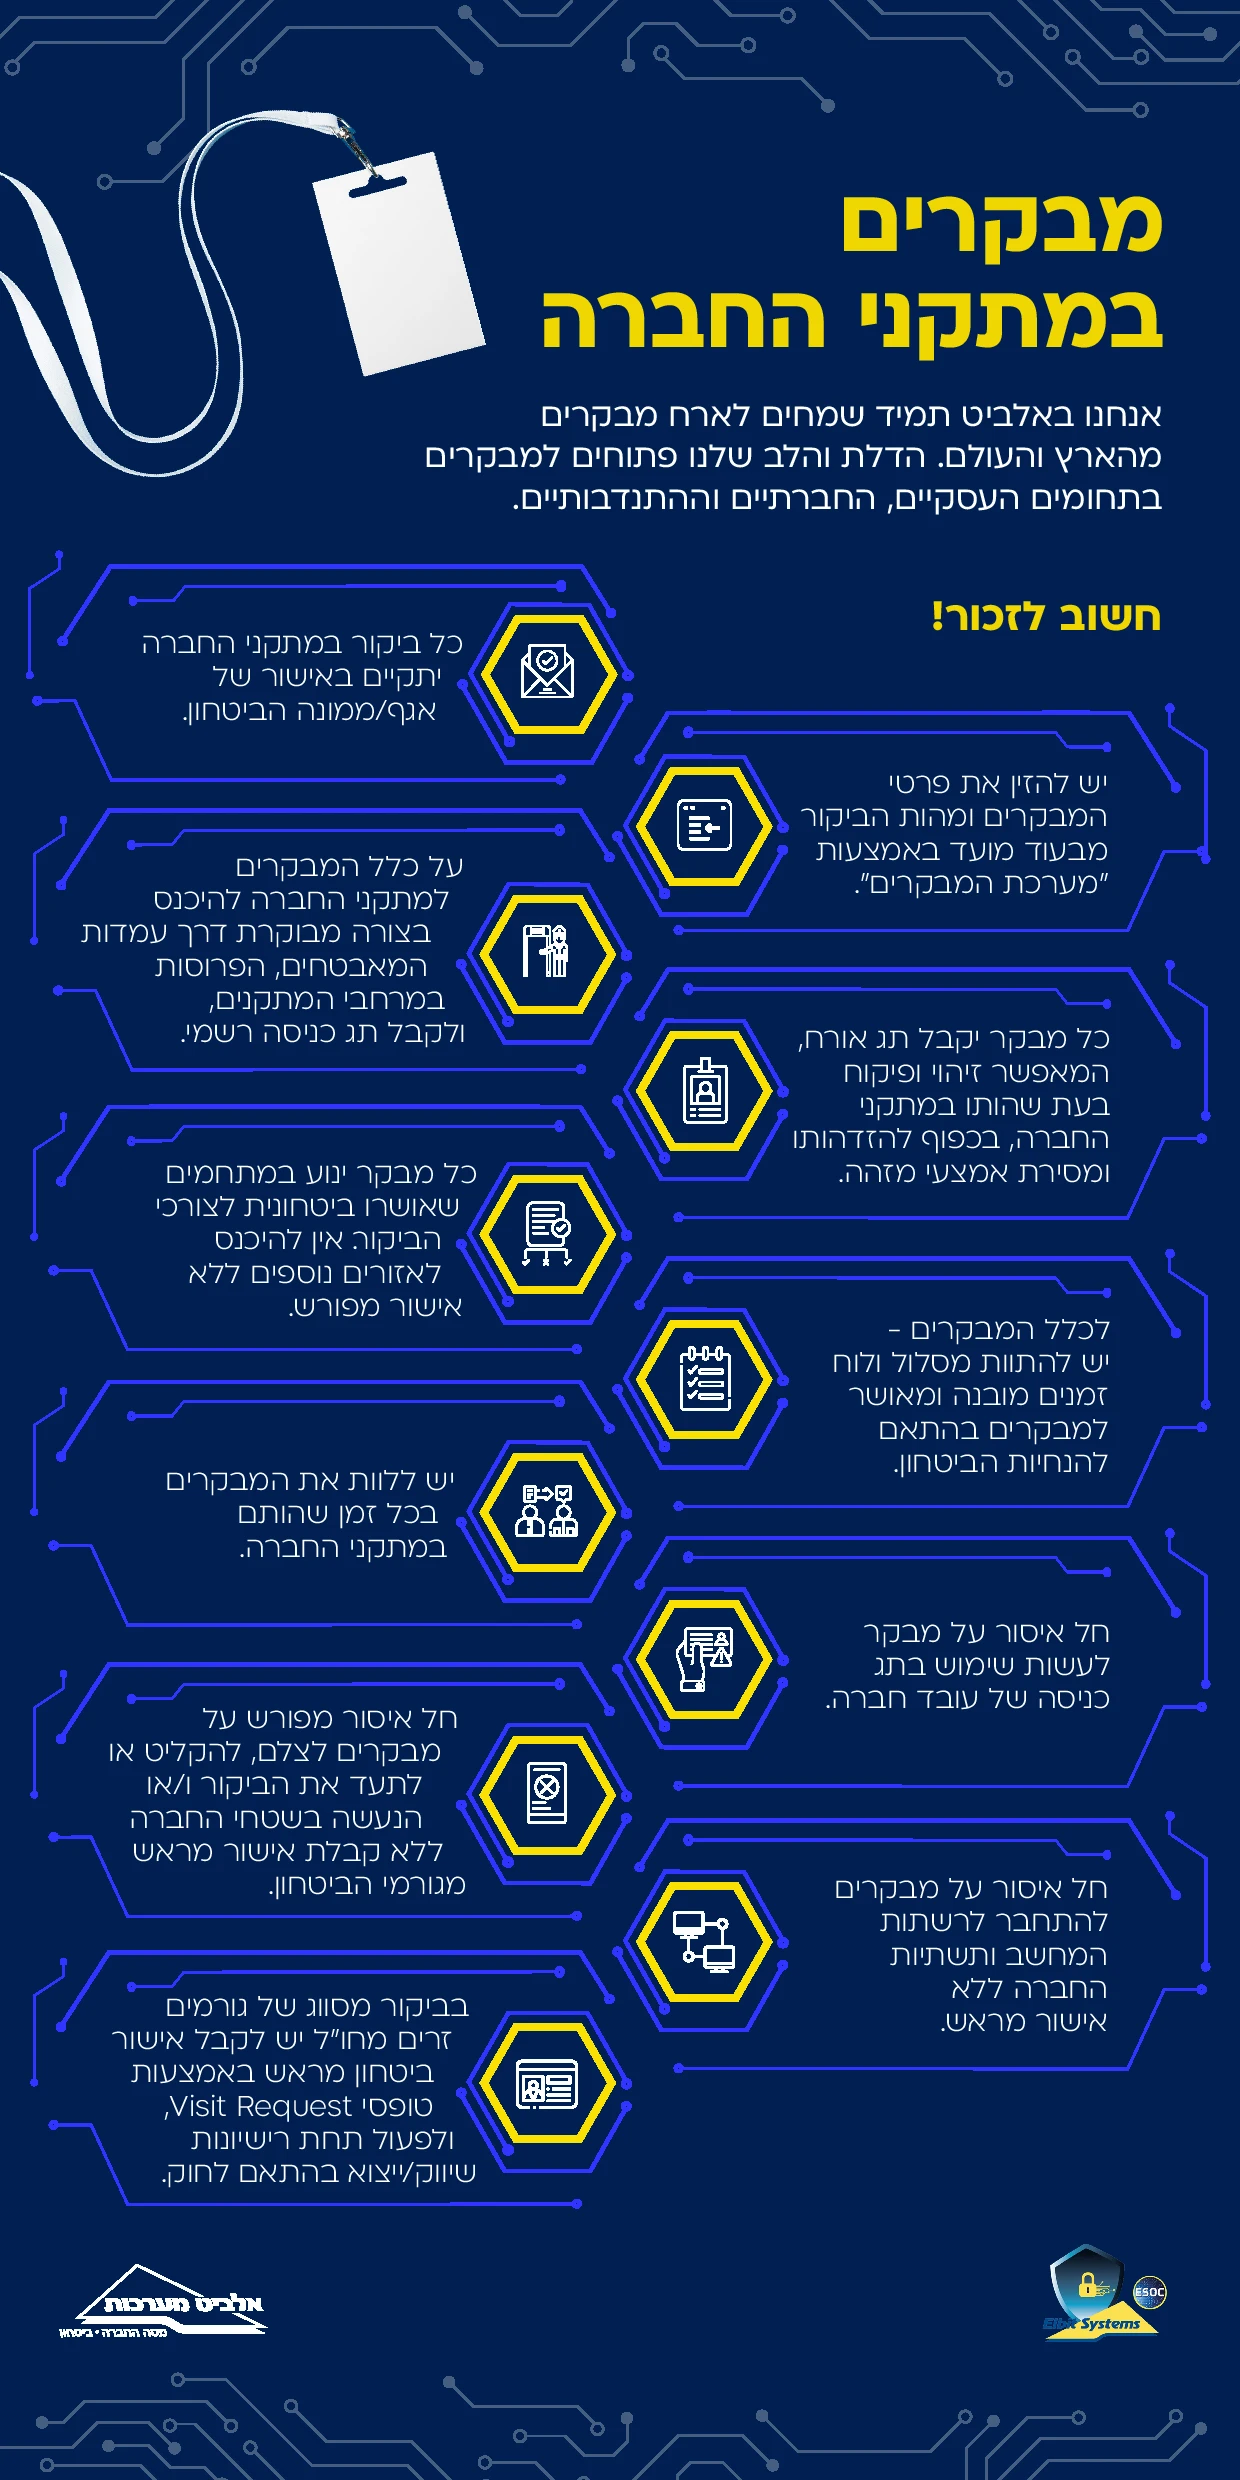 מבקרים
במתקני החברה
אנחנו באלביט תמיד שמחים לארח מבקרים
מהארץ והעולם. הדלת והלב שלנו פתוחים למבקרים
בתחומים העסקיים, החברתיים וההתנדבותיים.
חשוב לזכור!
כל ביקור במתקני החברה
יתקיים באישור של
אגף/ממונה הביטחון.
יש להזין את פרטי
המבקרים ומהות הביקור
מבעוד מועד באמצעות
"מערכת המבקרים".
על כלל המבקרים
למתקני החברה להיכנס
בצורה מבוקרת דרך עמדות
המאבטחים, הפרוסות
במרחבי המתקנים,
ולקבל תג כניסה רשמי.
כל מבקר יקבל תג אורח,
המאפשר זיהוי ופיקוח
בעת שהותו במתקני
החברה, בכפוף להזדהותו
ומסירת אמצעי מזהה.
כל מבקר ינוע במתחמים
שאושרו ביטחונית לצורכי
הביקור. אין להיכנס
לאזורים נוספים ללא
אישור מפורש.
לכלל המבקרים -
יש להתוות מסלול ולוח
זמנים מובנה ומאושר
למבקרים בהתאם
להנחיות הביטחון.
יש ללוות את המבקרים
בכל זמן שהותם
במתקני החברה.
חל איסור על מבקר
לעשות שימוש בתג
כניסה של עובד חברה.
חל איסור מפורש על
מבקרים לצלם, להקליט או
לתעד את הביקור ו/או
הנעשה בשטחי החברה
ללא קבלת אישור מראש
מגורמי הביטחון.
חל איסור על מבקרים
להתחבר לרשתות
המחשב ותשתיות
החברה ללא
אישור מראש.
בביקור מסווג של גורמים
זרים מחו"ל יש לקבל אישור
ביטחון מראש באמצעות
טופסי Visit Request,
ולפעול תחת רישיונות
שיווק/ייצוא בהתאם לחוק.
ESOC
Elbit Systems
אלביט מערכות
מטה החברה • ביטחון